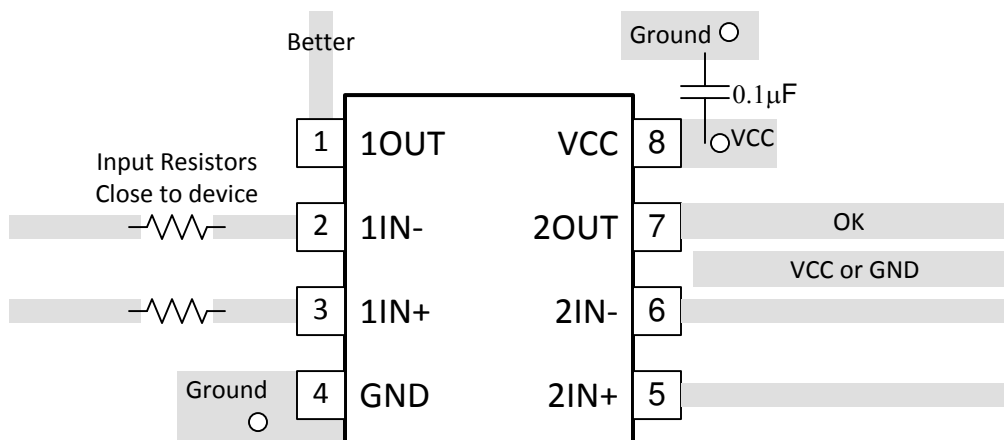 Better
Ground
0.1µF
1 1OUT VCC 8 VCC
Input Resistors
Close to device
2 1IN- 2OUT 7 OK
VCC or GND
3 1IN+ 2IN- 6
Ground 4 GND 2IN+ 5